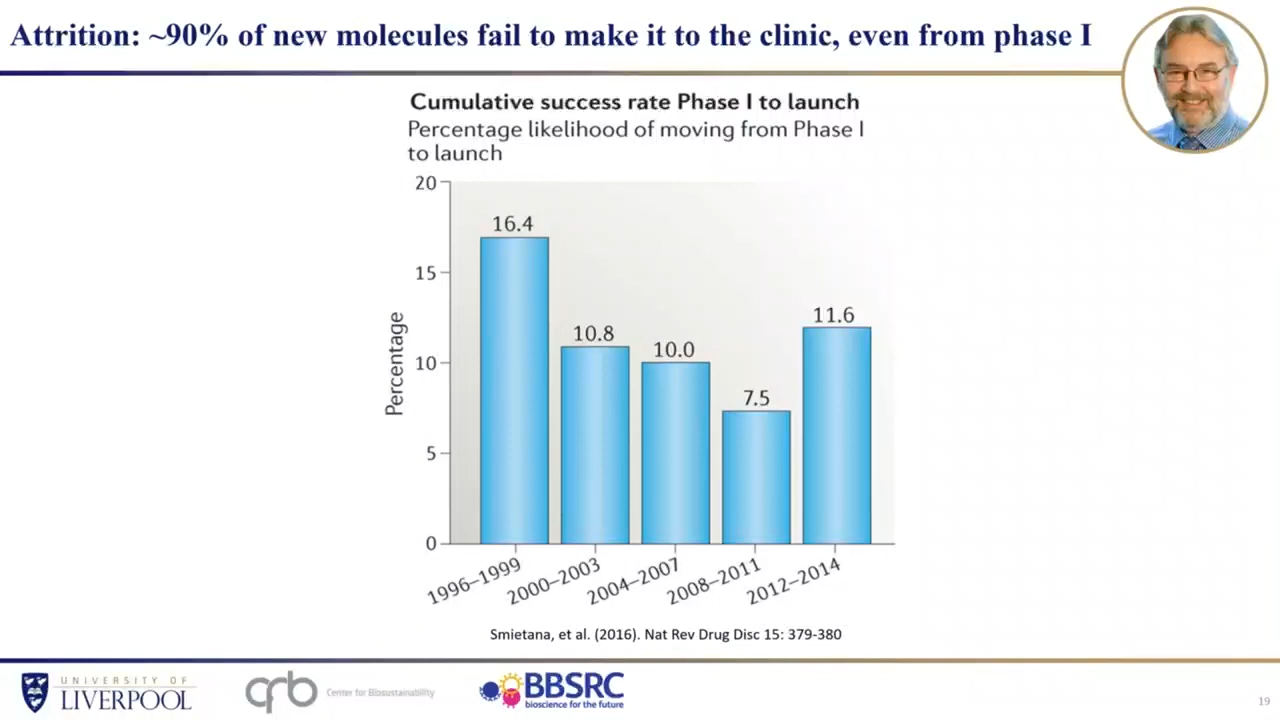 Attrition: ~90% of new molecules fail to make it to the clinic, even from phase I
Cumulative success rate Phase I to launch
Percentage likelihood of moving from Phase I
to launch
Percentage
20
15
10
5
0
16.4
10.8
10.0
7.5
11.6
1996–1999
2000–2003
2004–2007
2008–2011
2012–2014
Smietana, et al. (2016). Nat Rev Drug Disc 15: 379-380
UNIVERSITY OF
LIVERPOOL
Center for Biosustainability
BBSRC
bioscience for the future
19